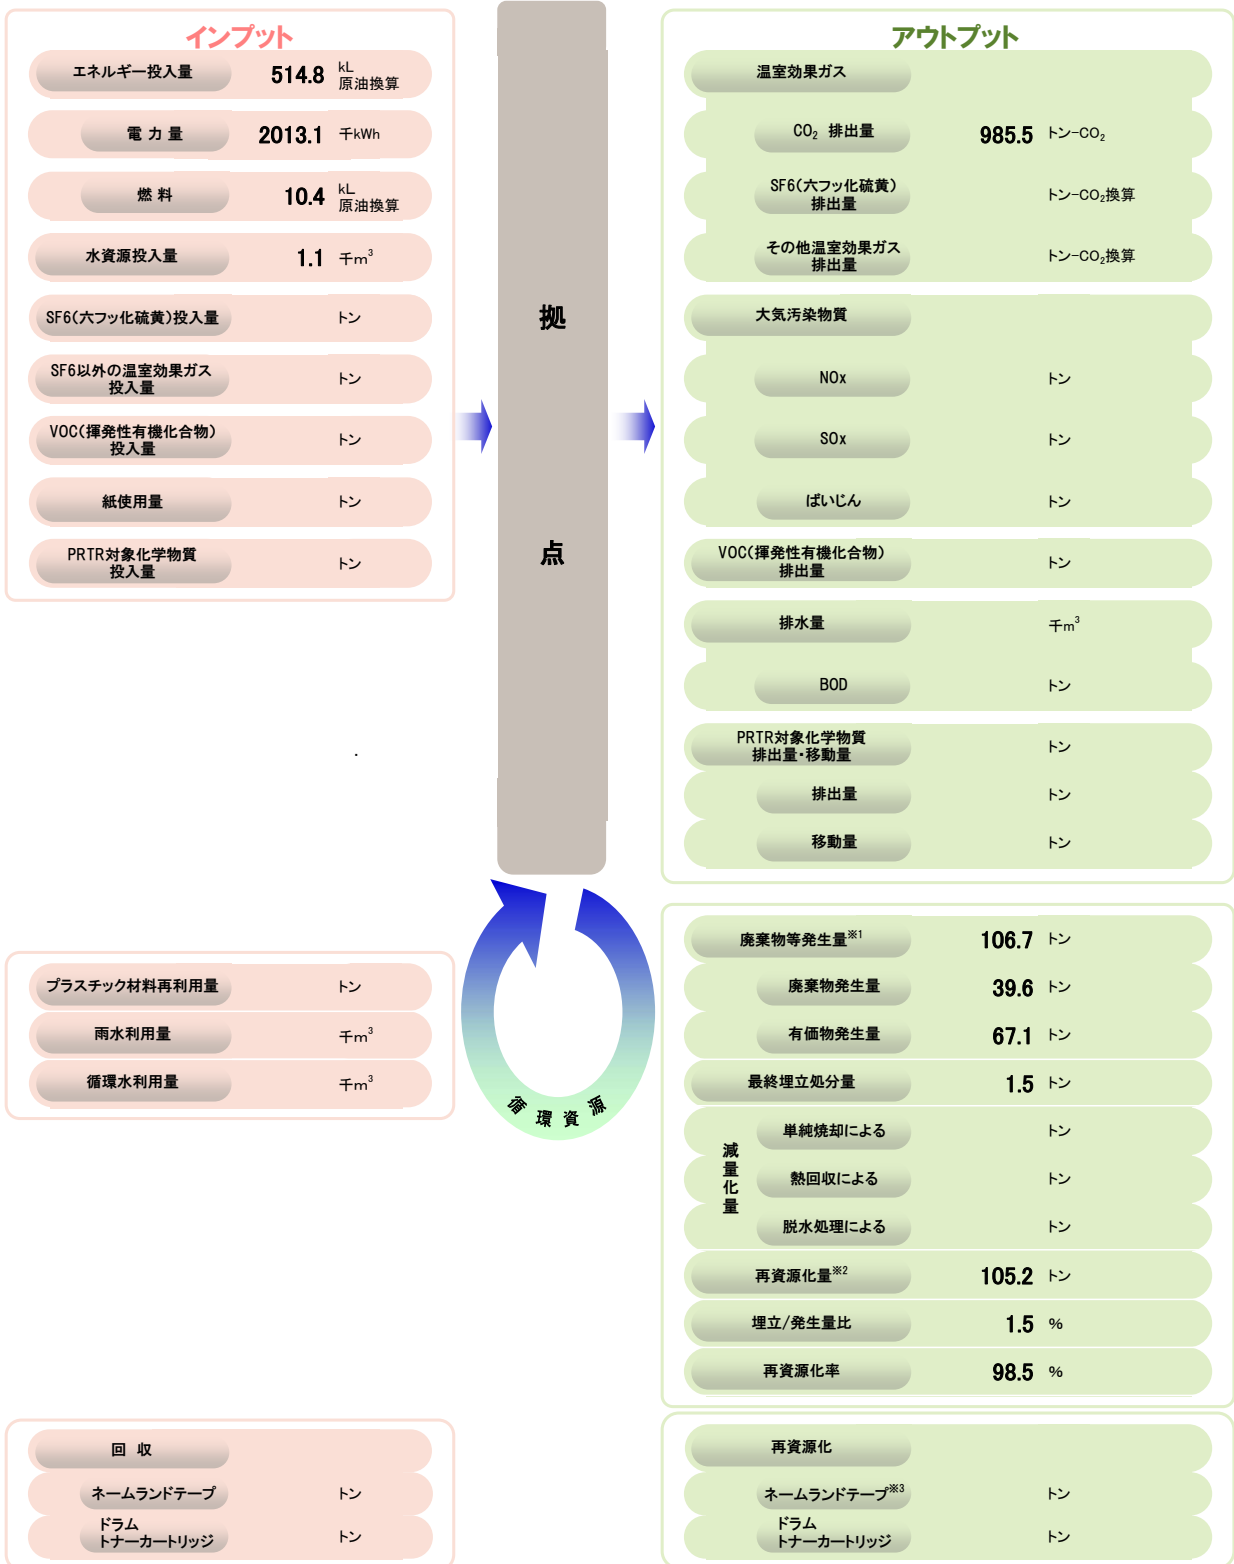 インプット
エネルギー投入量 514.8 kL
原油換算
電 力 量 2013.1 千kWh
燃 料 10.4 kL
原油換算
水資源投入量 1.1 千m³
SF6(六フッ化硫黄)投入量 トン
SF6以外の温室効果ガス
投入量 トン
VOC(揮発性有機化合物)
投入量 トン
紙使用量 トン
PRTR対象化学物質
投入量 トン
拠
点
アウトプット
温室効果ガス
CO₂ 排出量 985.5 トン-CO₂
SF6(六フッ化硫黄)
排出量 トン-CO₂換算
その他温室効果ガス
排出量 トン-CO₂換算
大気汚染物質
NOx トン
SOx トン
ばいじん トン
VOC(揮発性有機化合物)
排出量 トン
排水量 千m³
BOD トン
PRTR対象化学物質
排出量・移動量 トン
排出量 トン
移動量 トン
プラスチック材料再利用量 トン
雨水利用量 千m³
循環水利用量 千m³
循環資源
廃棄物等発生量※1 106.7 トン
廃棄物発生量 39.6 トン
有価物発生量 67.1 トン
最終埋立処分量 1.5 トン
減量化量
単純焼却による トン
熱回収による トン
脱水処理による トン
再資源化量※2 105.2 トン
埋立/発生量比 1.5 %
再資源化率 98.5 %
回 収
ネームランドテープ トン
ドラム
トナーカートリッジ トン
再資源化
ネームランドテープ※3 トン
ドラム
トナーカートリッジ トン